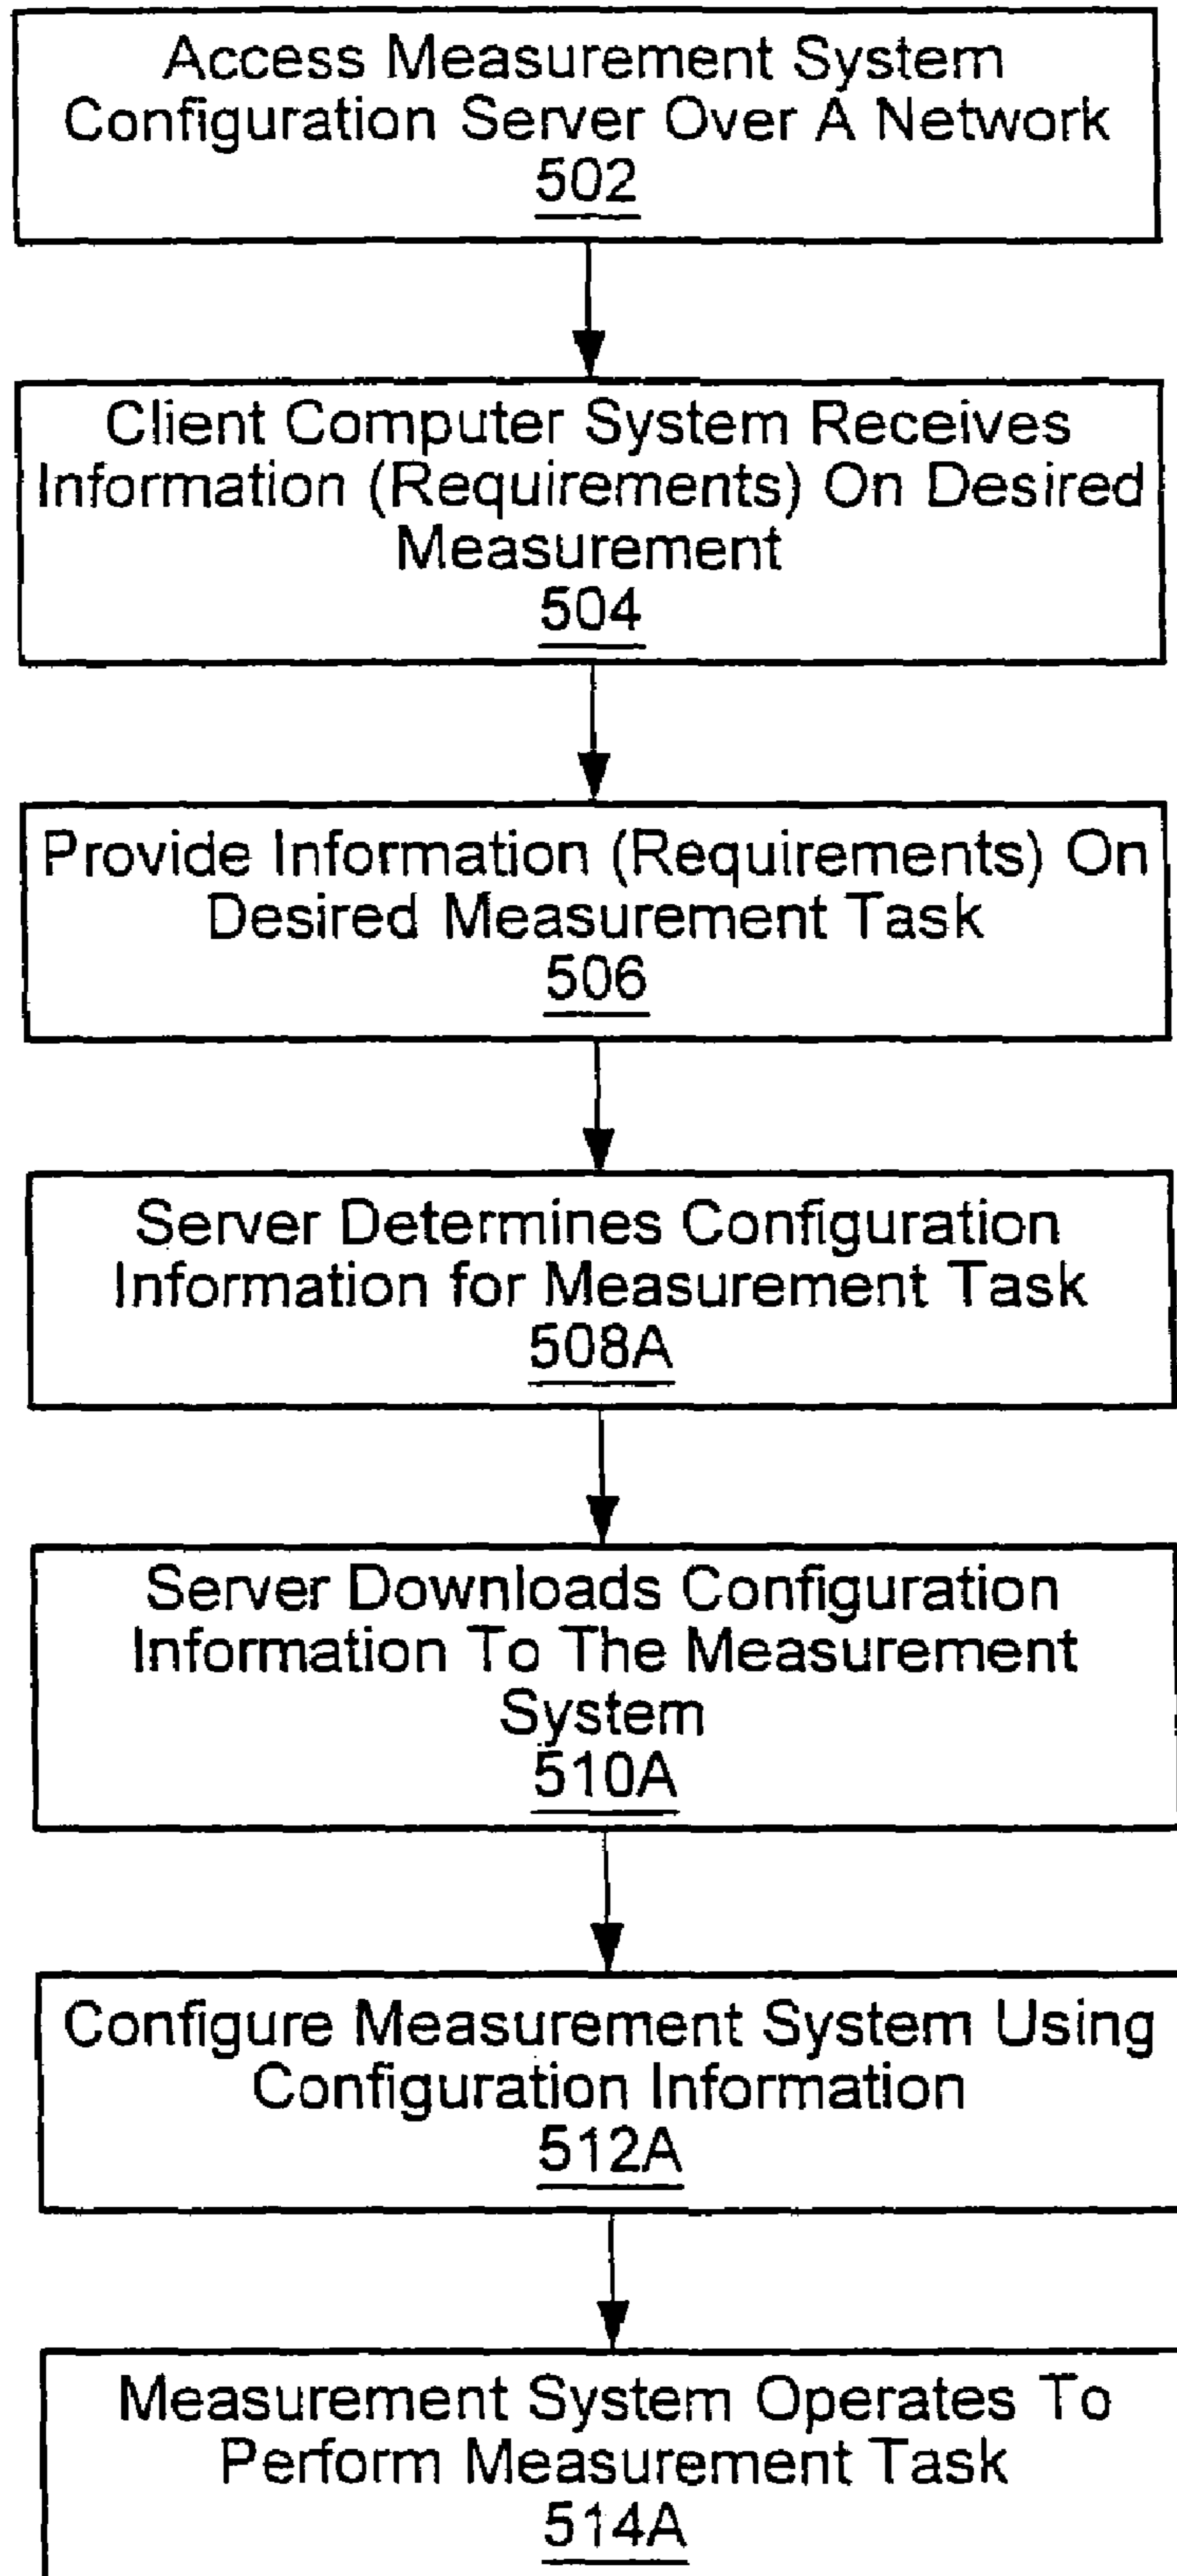 Access Measurement System
Configuration Server Over A Network
502
Client Computer System Receives
Information (Requirements) On Desired
Measurement
504
Provide Information (Requirements) On
Desired Measurement Task
506
Server Determines Configuration
Information for Measurement Task
508A
Server Downloads Configuration
Information To The Measurement
System
510A
Configure Measurement System Using
Configuration Information
512A
Measurement System Operates To
Perform Measurement Task
514A